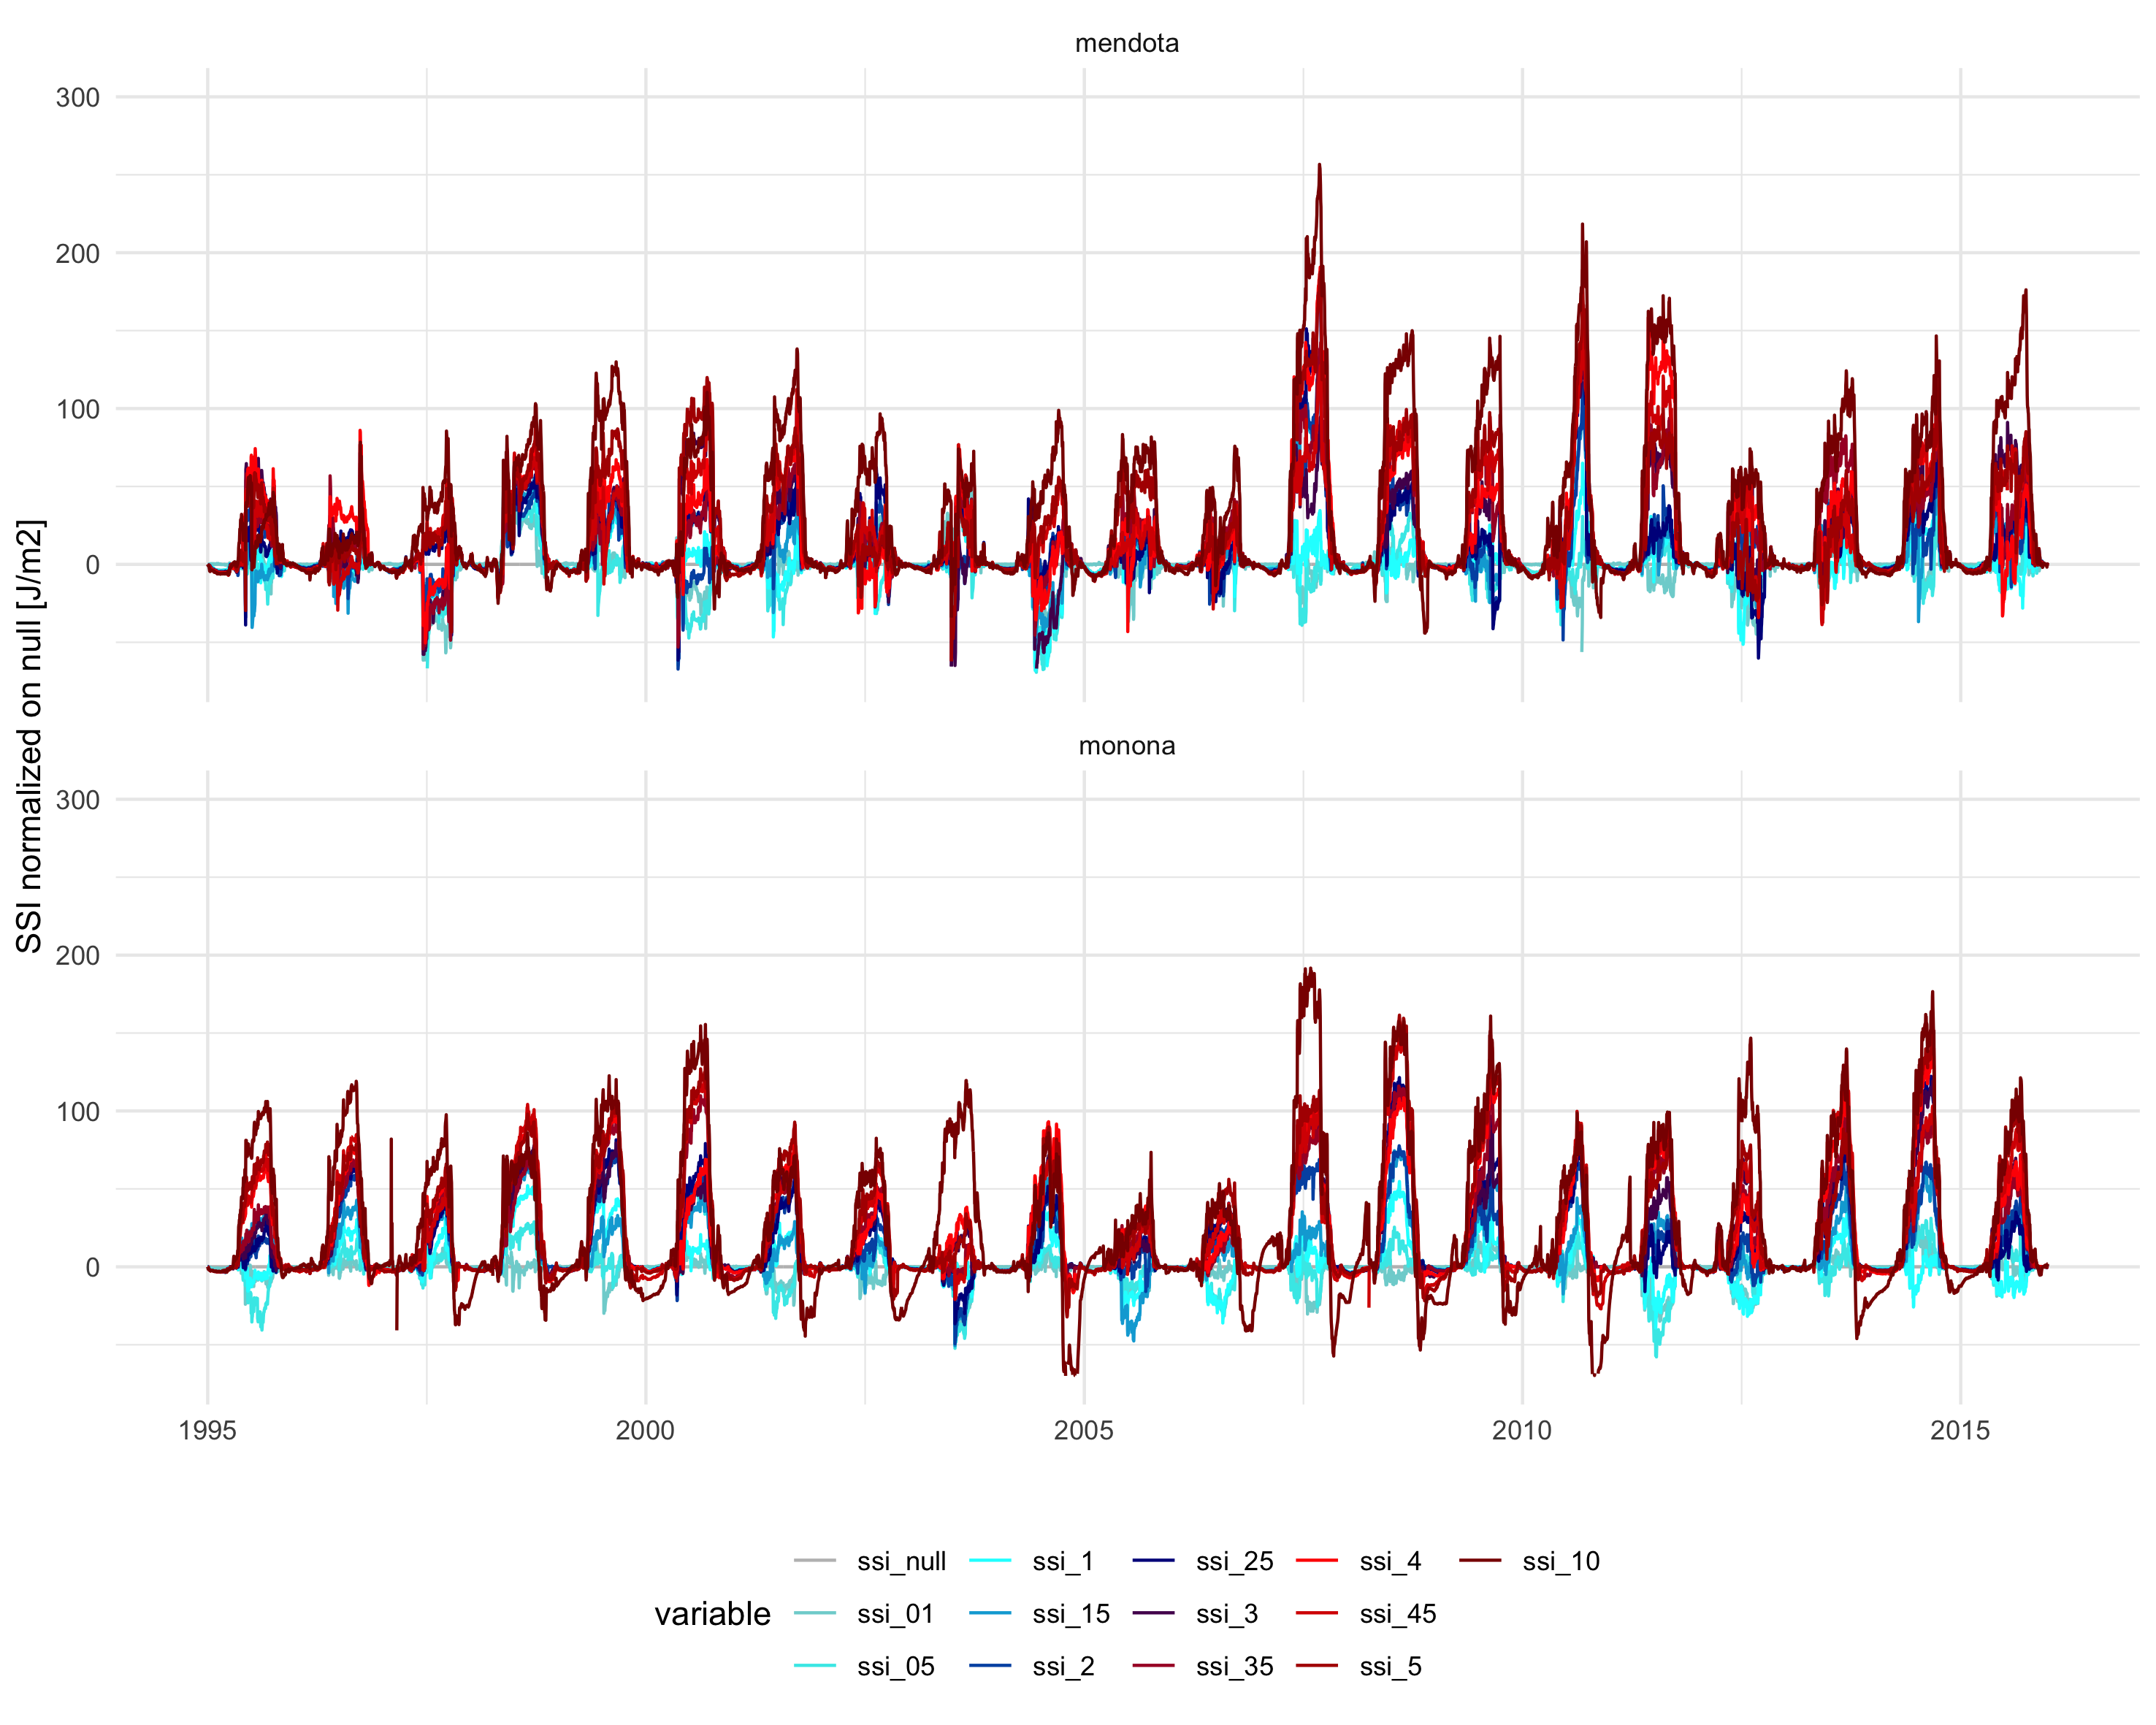 mendota
300
200
100
0
SSI normalized on null [J/m2]
monona
300
200
100
0
1995 2000 2005 2010 2015
variable
ssi_null ssi_1 ssi_25 ssi_4 ssi_10
ssi_01 ssi_15 ssi_3 ssi_45
ssi_05 ssi_2 ssi_35 ssi_5